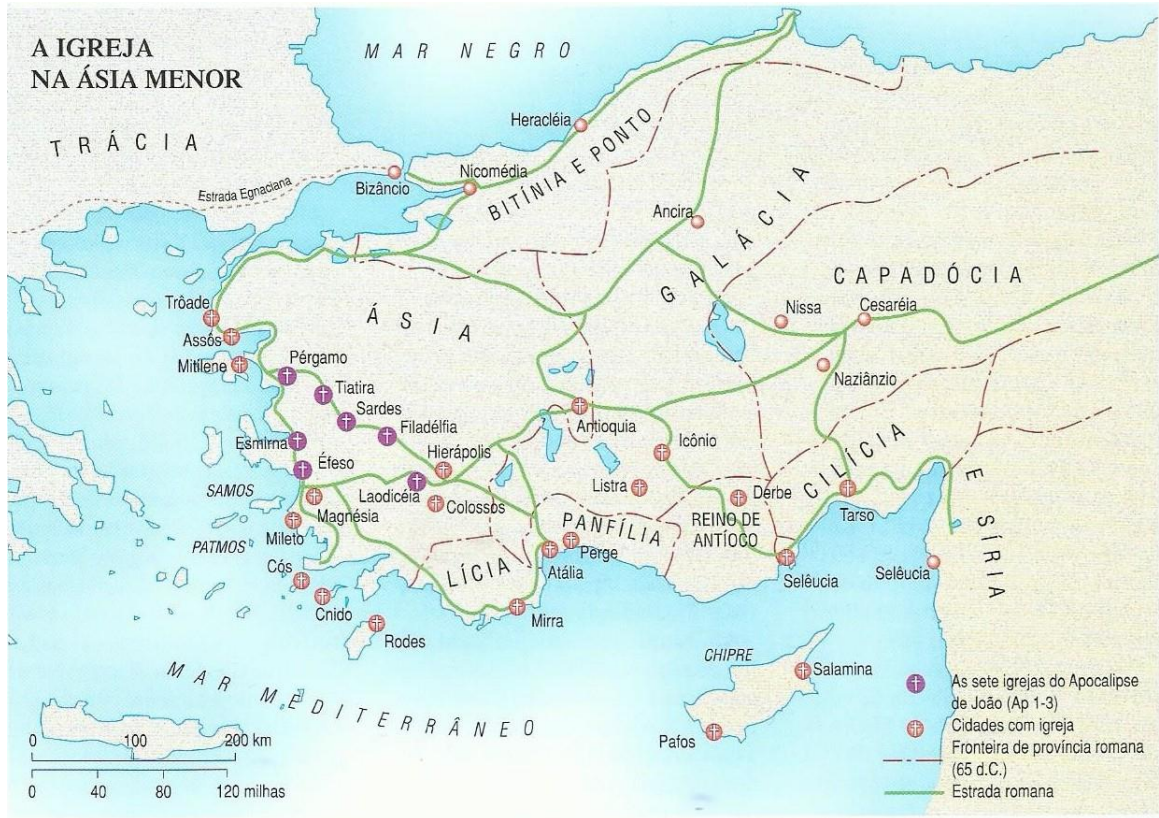 A IGREJA
NA ÁSIA MENOR
MAR NEGRO
TRÁCIA
Heracléia
BITÍNIA E PONTO
Nicomédia
Bizâncio
Estrada Egnaciana
Ancira
GALÁCIA
CAPADÓCIA
Nissa
Cesaréia
Trôade
ÁSIA
Assôs
Mitilene
Pérgamo
Naziânzio
Tiatira
Sardes
Filadélfia
Antioquia
Esmirna
Hierápolis
Icônio
CILÍCIA
E SÍRIA
Éfeso
Listra
Derbe
SAMOS
Laodicéia
Colossos
Magnésia
Tarso
PANFÍLIA
REINO DE
ANTÍOCO
Mileto
PATMOS
Perge
Atália
LÍCIA
Selêucia
Selêucia
Cós
Cnido
Mirra
Rodes
CHIPRE
Salamina
MAR MEDITERRÂNEO
Pafos
As sete igrejas do Apocalipse
de João (Ap 1-3)
Cidades com igreja
Fronteira de província romana
(65 d.C.)
Estrada romana
0 100 200 km
0 40 80 120 milhas